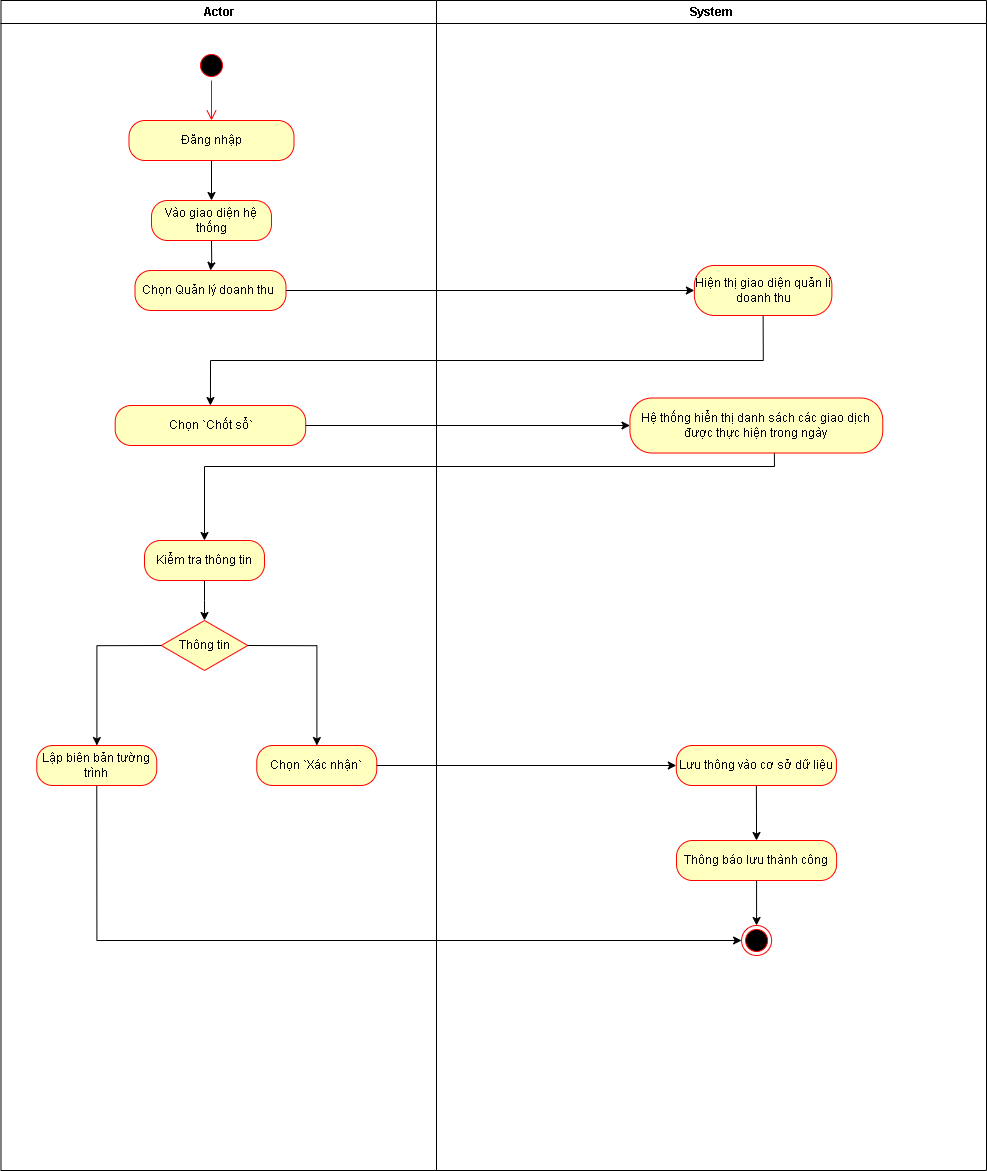 Actor
System
Đăng nhập
Vào giao diện hệ
thống
Chọn Quản lý doanh thu
Hiện thị giao diện quản lí
doanh thu
Chọn `Chốt sổ`
Hệ thống hiển thị danh sách các giao dịch
được thực hiện trong ngày
Kiểm tra thông tin
Thông tin
Lập biên bản tường
trình
Chọn `Xác nhận`
Lưu thông vào cơ sở dữ liệu
Thông báo lưu thành công